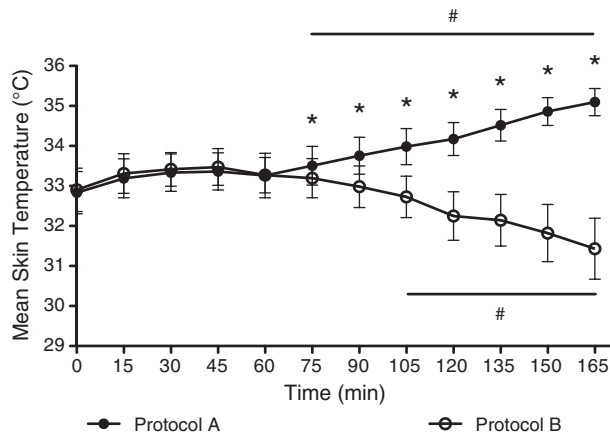 #
* * * * * * *
36
35
34
33
32
31
30
29
Mean Skin Temperature (°C)
#
0 15 30 45 60 75 90 105 120 135 150 165
Time (min)
Protocol A Protocol B